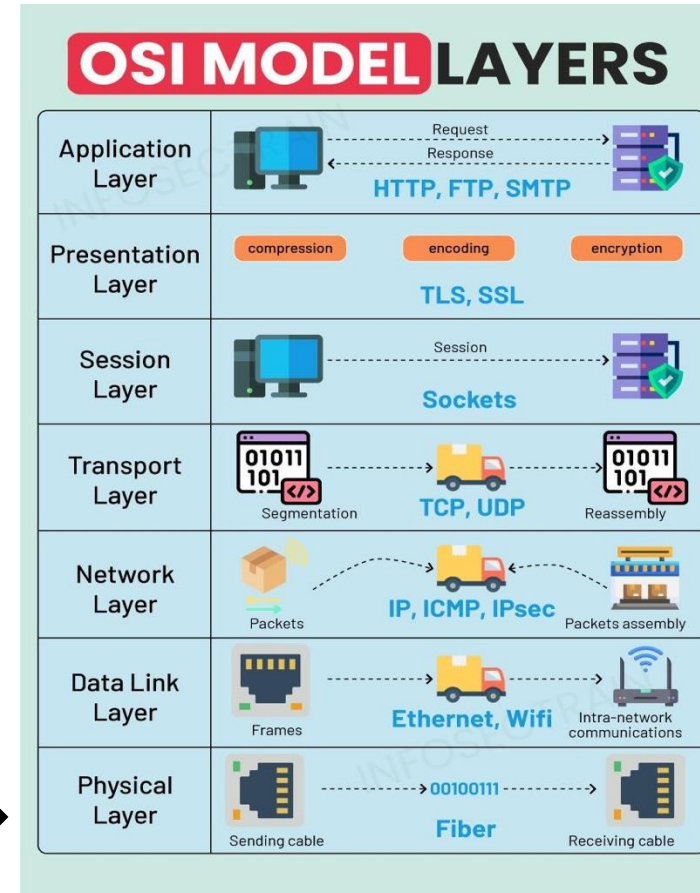 OSI MODEL LAYERS
Application
Layer
Request
Response
HTTP, FTP, SMTP
Presentation
Layer
compression
encoding
encryption
TLS, SSL
Session
Layer
Session
Sockets
Transport
Layer
01011
101
</>
Segmentation
TCP, UDP
01011
101
</>
Reassembly
Network
Layer
Packets
IP, ICMP, IPsec
Packets assembly
Data Link
Layer
Frames
Ethernet, Wifi
Intra-network
communications
Physical
Layer
Sending cable
00100111
Fiber
Receiving cable
INFOSECTRAIN
INFOSECTRAIN